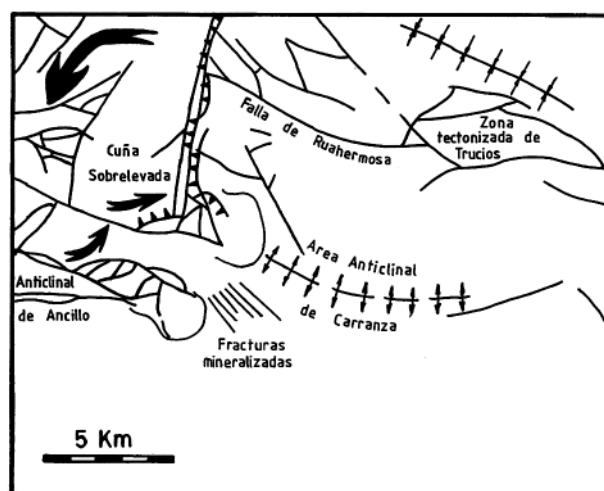 Falla de Ruahermosa
Zona
tectonizada de
Trucios
Cuña
Sobrelevada
Area Anticlinal
de Carranza
Anticlinal
de Ancillo
Fracturas
mineralizadas
5 Km